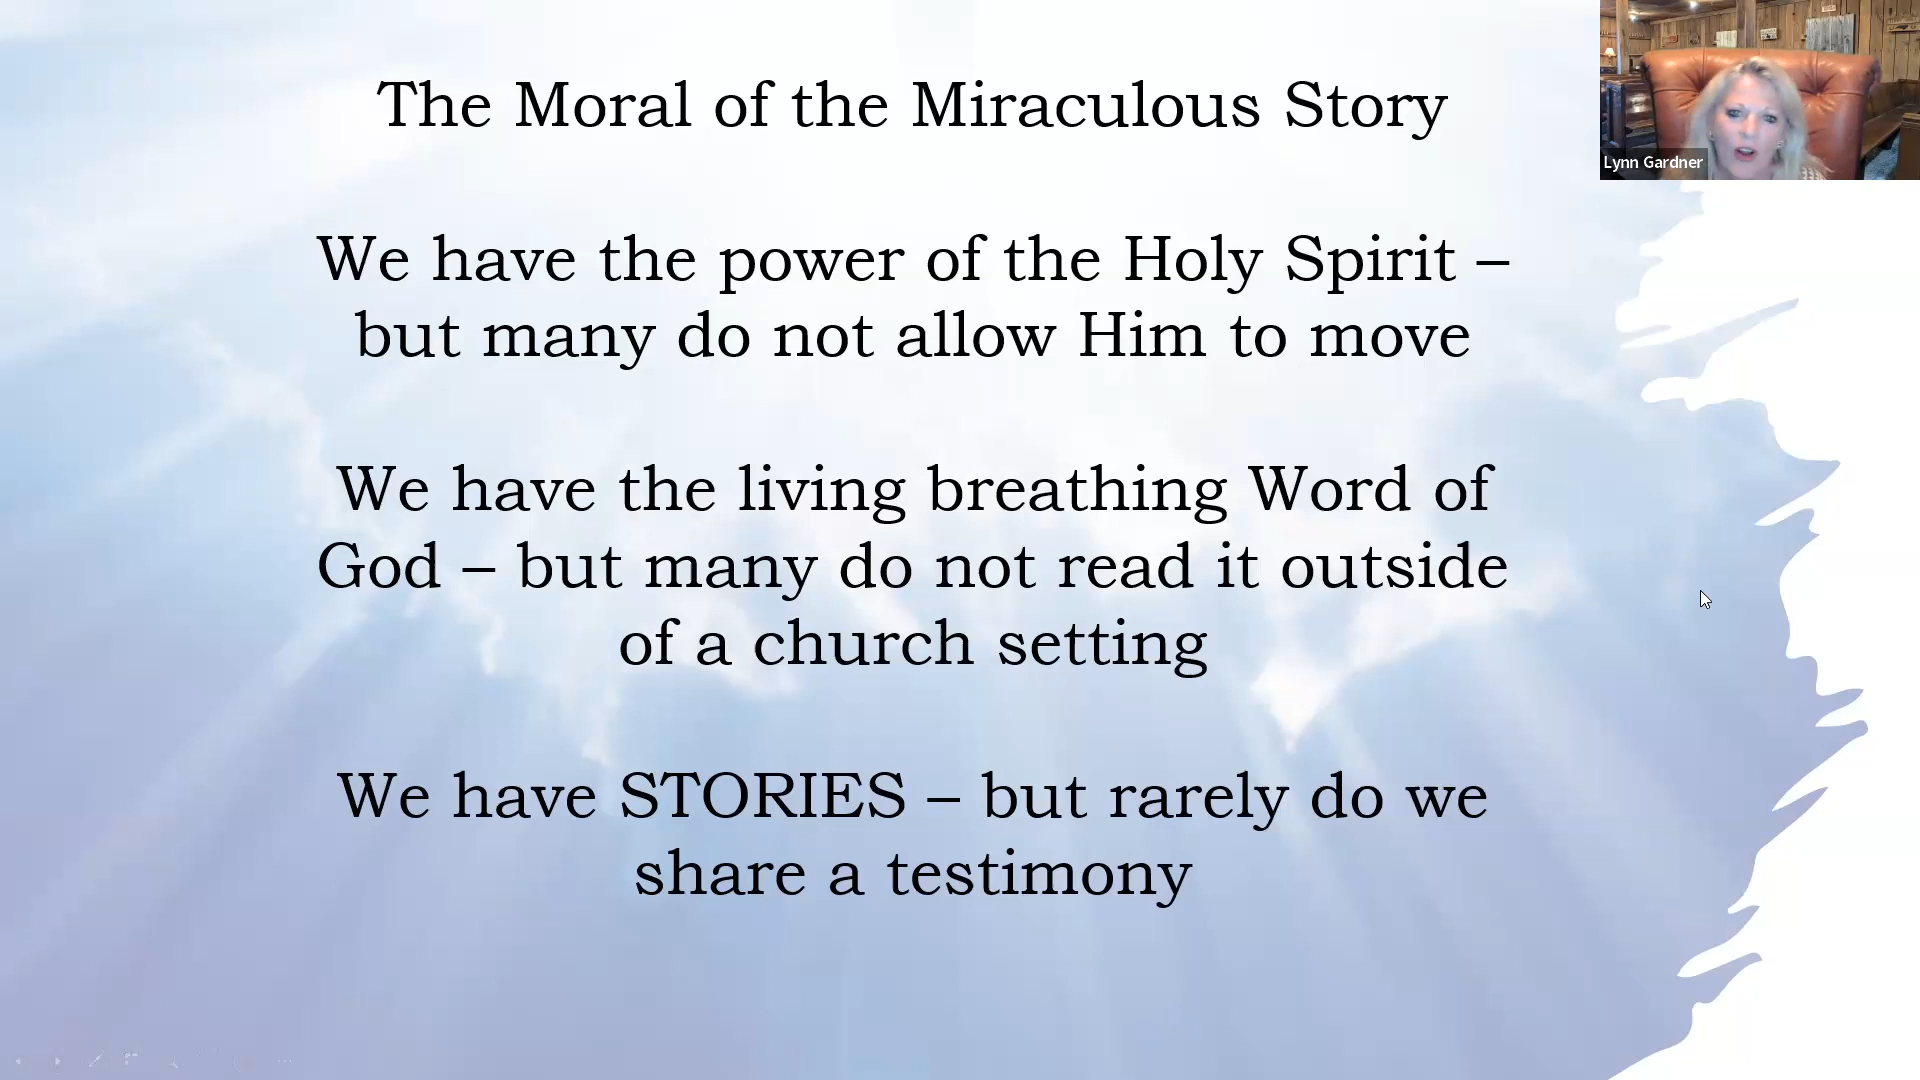 The Moral of the Miraculous Story
We have the power of the Holy Spirit –
but many do not allow Him to move
We have the living breathing Word of
God – but many do not read it outside
of a church setting
We have STORIES – but rarely do we
share a testimony
Lynn Gardner